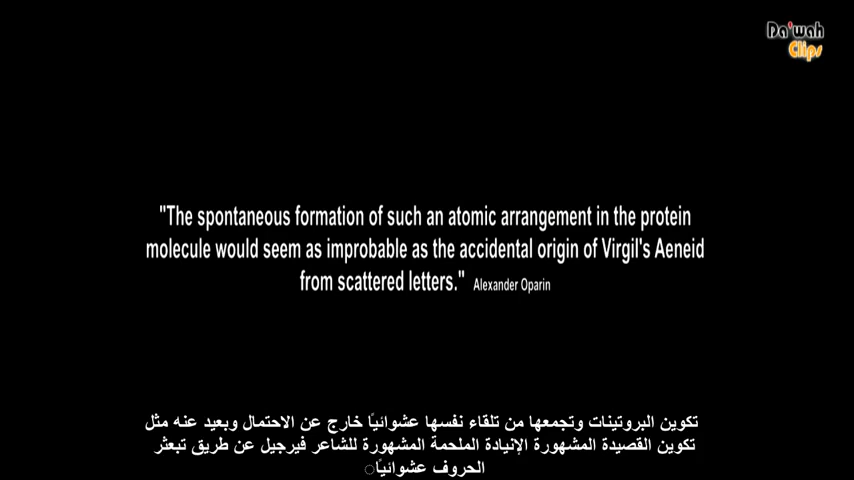 Da'wah
Clips
"The spontaneous formation of such an atomic arrangement in the protein
molecule would seem as improbable as the accidental origin of Virgil's Aeneid
from scattered letters." Alexander Oparin
تكوين البروتينات وتجمعها من تلقاء نفسها عشوائيًا خارج عن الاحتمال وبعيد عنه مثل
تكوين القصيدة المشهورة الإنيادة الملحمة المشهورة للشاعر فيرجيل عن طريق تبعثر
الحروف عشوائيًا